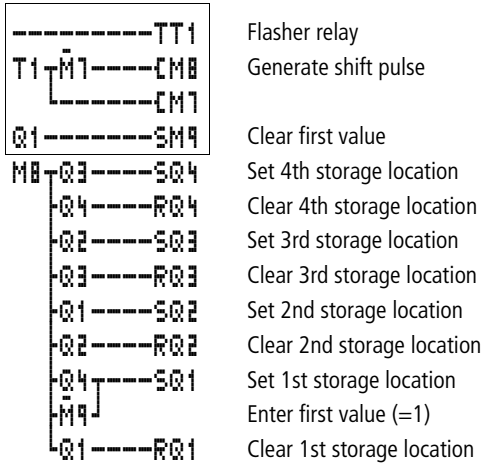 ---------TT1 Flasher relay
T1┬M̄7----[M8 Generate shift pulse
└------[M7
Q1-------SM9 Clear first value
M8┬Q3----SQ4 Set 4th storage location
├Q4----RQ4 Clear 4th storage location
├Q2----SQ3 Set 3rd storage location
├Q3----RQ3 Clear 3rd storage location
├Q1----SQ2 Set 2nd storage location
├Q2----RQ2 Clear 2nd storage location
├Q4┬---SQ1 Set 1st storage location
├M̄9┘ Enter first value (=1)
└Q1----RQ1 Clear 1st storage location